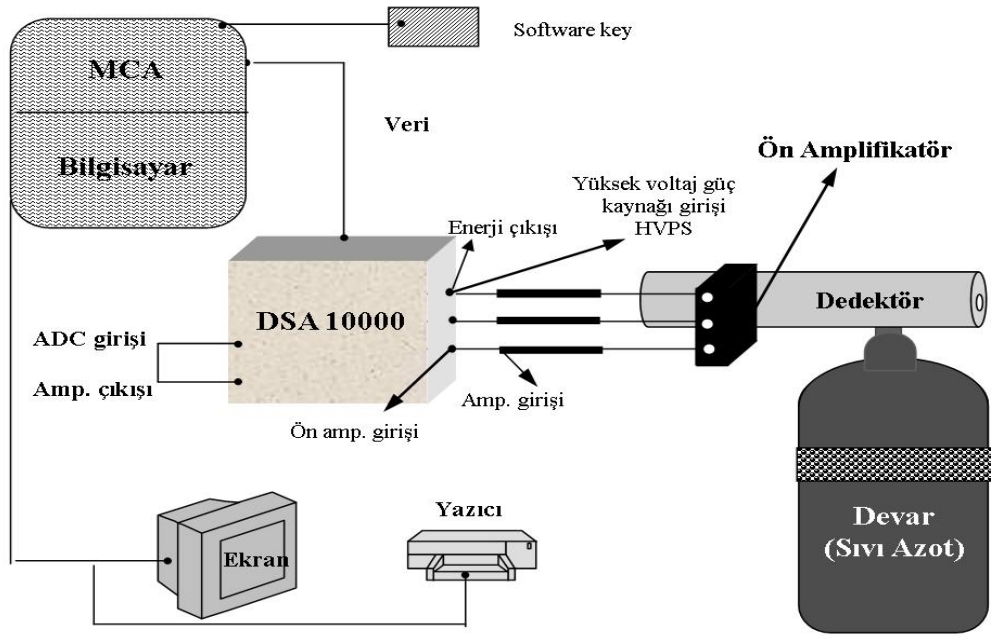 Software key
MCA
Bilgisayar
Veri
Ön Amplifikatör
Yüksek voltaj güç
kaynağı girişi
HVPS
Enerji çıkışı
Dedektör
DSA 10000
ADC girişi
Amp. çıkışı
Amp. girişi
Ön amp. girişi
Yazıcı
Ekran
Devar
(Sıvı Azot)